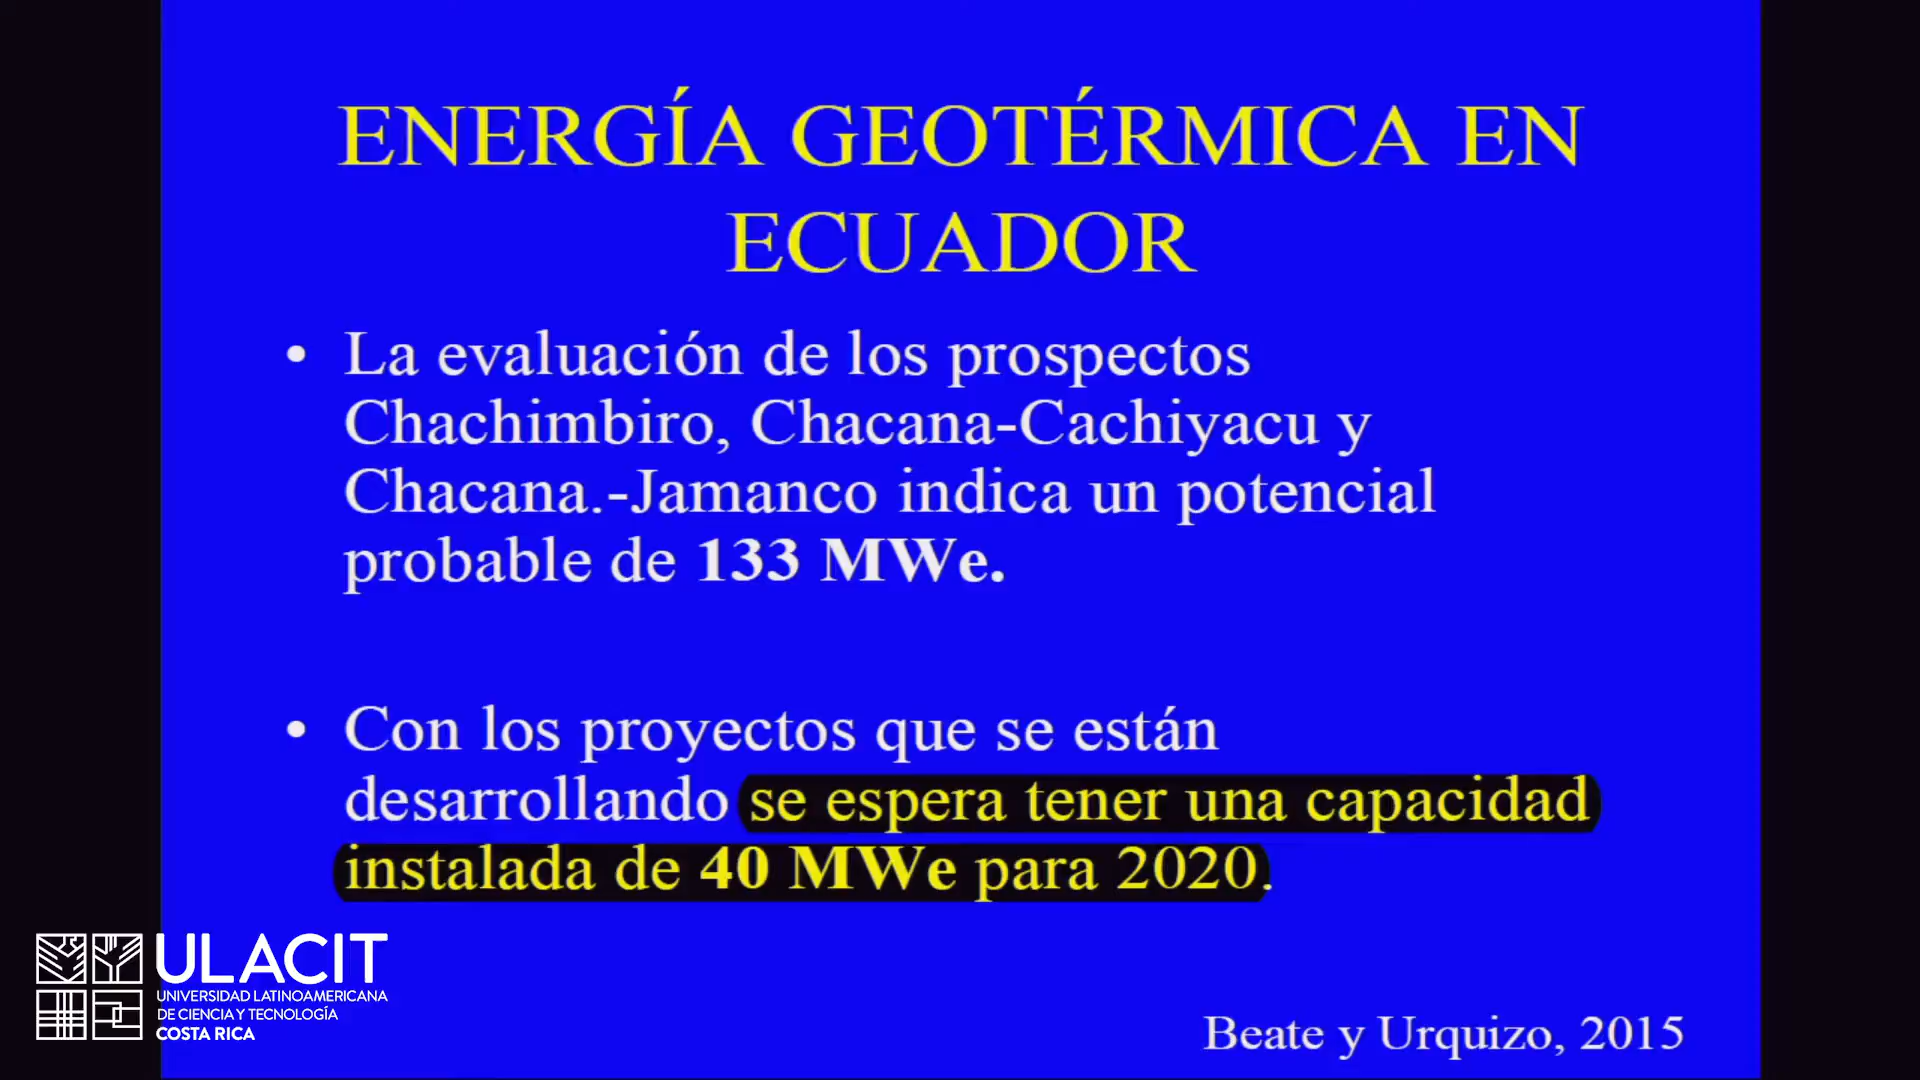 ENERGÍA GEOTÉRMICA EN
ECUADOR
• La evaluación de los prospectos
Chachimbiro, Chacana-Cachiyacu y
Chacana.-Jamanco indica un potencial
probable de 133 MWe.
• Con los proyectos que se están
desarrollando se espera tener una capacidad
instalada de 40 MWe para 2020.
ULACIT
UNIVERSIDAD LATINOAMERICANA
DE CIENCIA Y TECNOLOGÍA
COSTA RICA
Beate y Urquizo, 2015